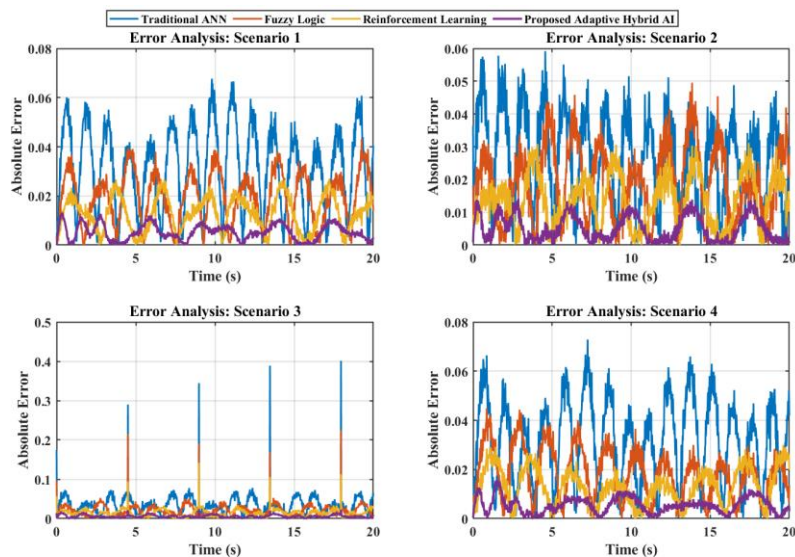 Traditional ANN Fuzzy Logic Reinforcement Learning Proposed Adaptive Hybrid AI
Error Analysis: Scenario 1
Absolute Error
0.08
0.06
0.04
0.02
0
0 5 10 15 20
Time (s)
Error Analysis: Scenario 2
Absolute Error
0.06
0.05
0.04
0.03
0.02
0.01
0
0 5 10 15 20
Time (s)
Error Analysis: Scenario 3
Absolute Error
0.5
0.4
0.3
0.2
0.1
0
0 5 10 15 20
Time (s)
Error Analysis: Scenario 4
Absolute Error
0.08
0.06
0.04
0.02
0
0 5 10 15 20
Time (s)